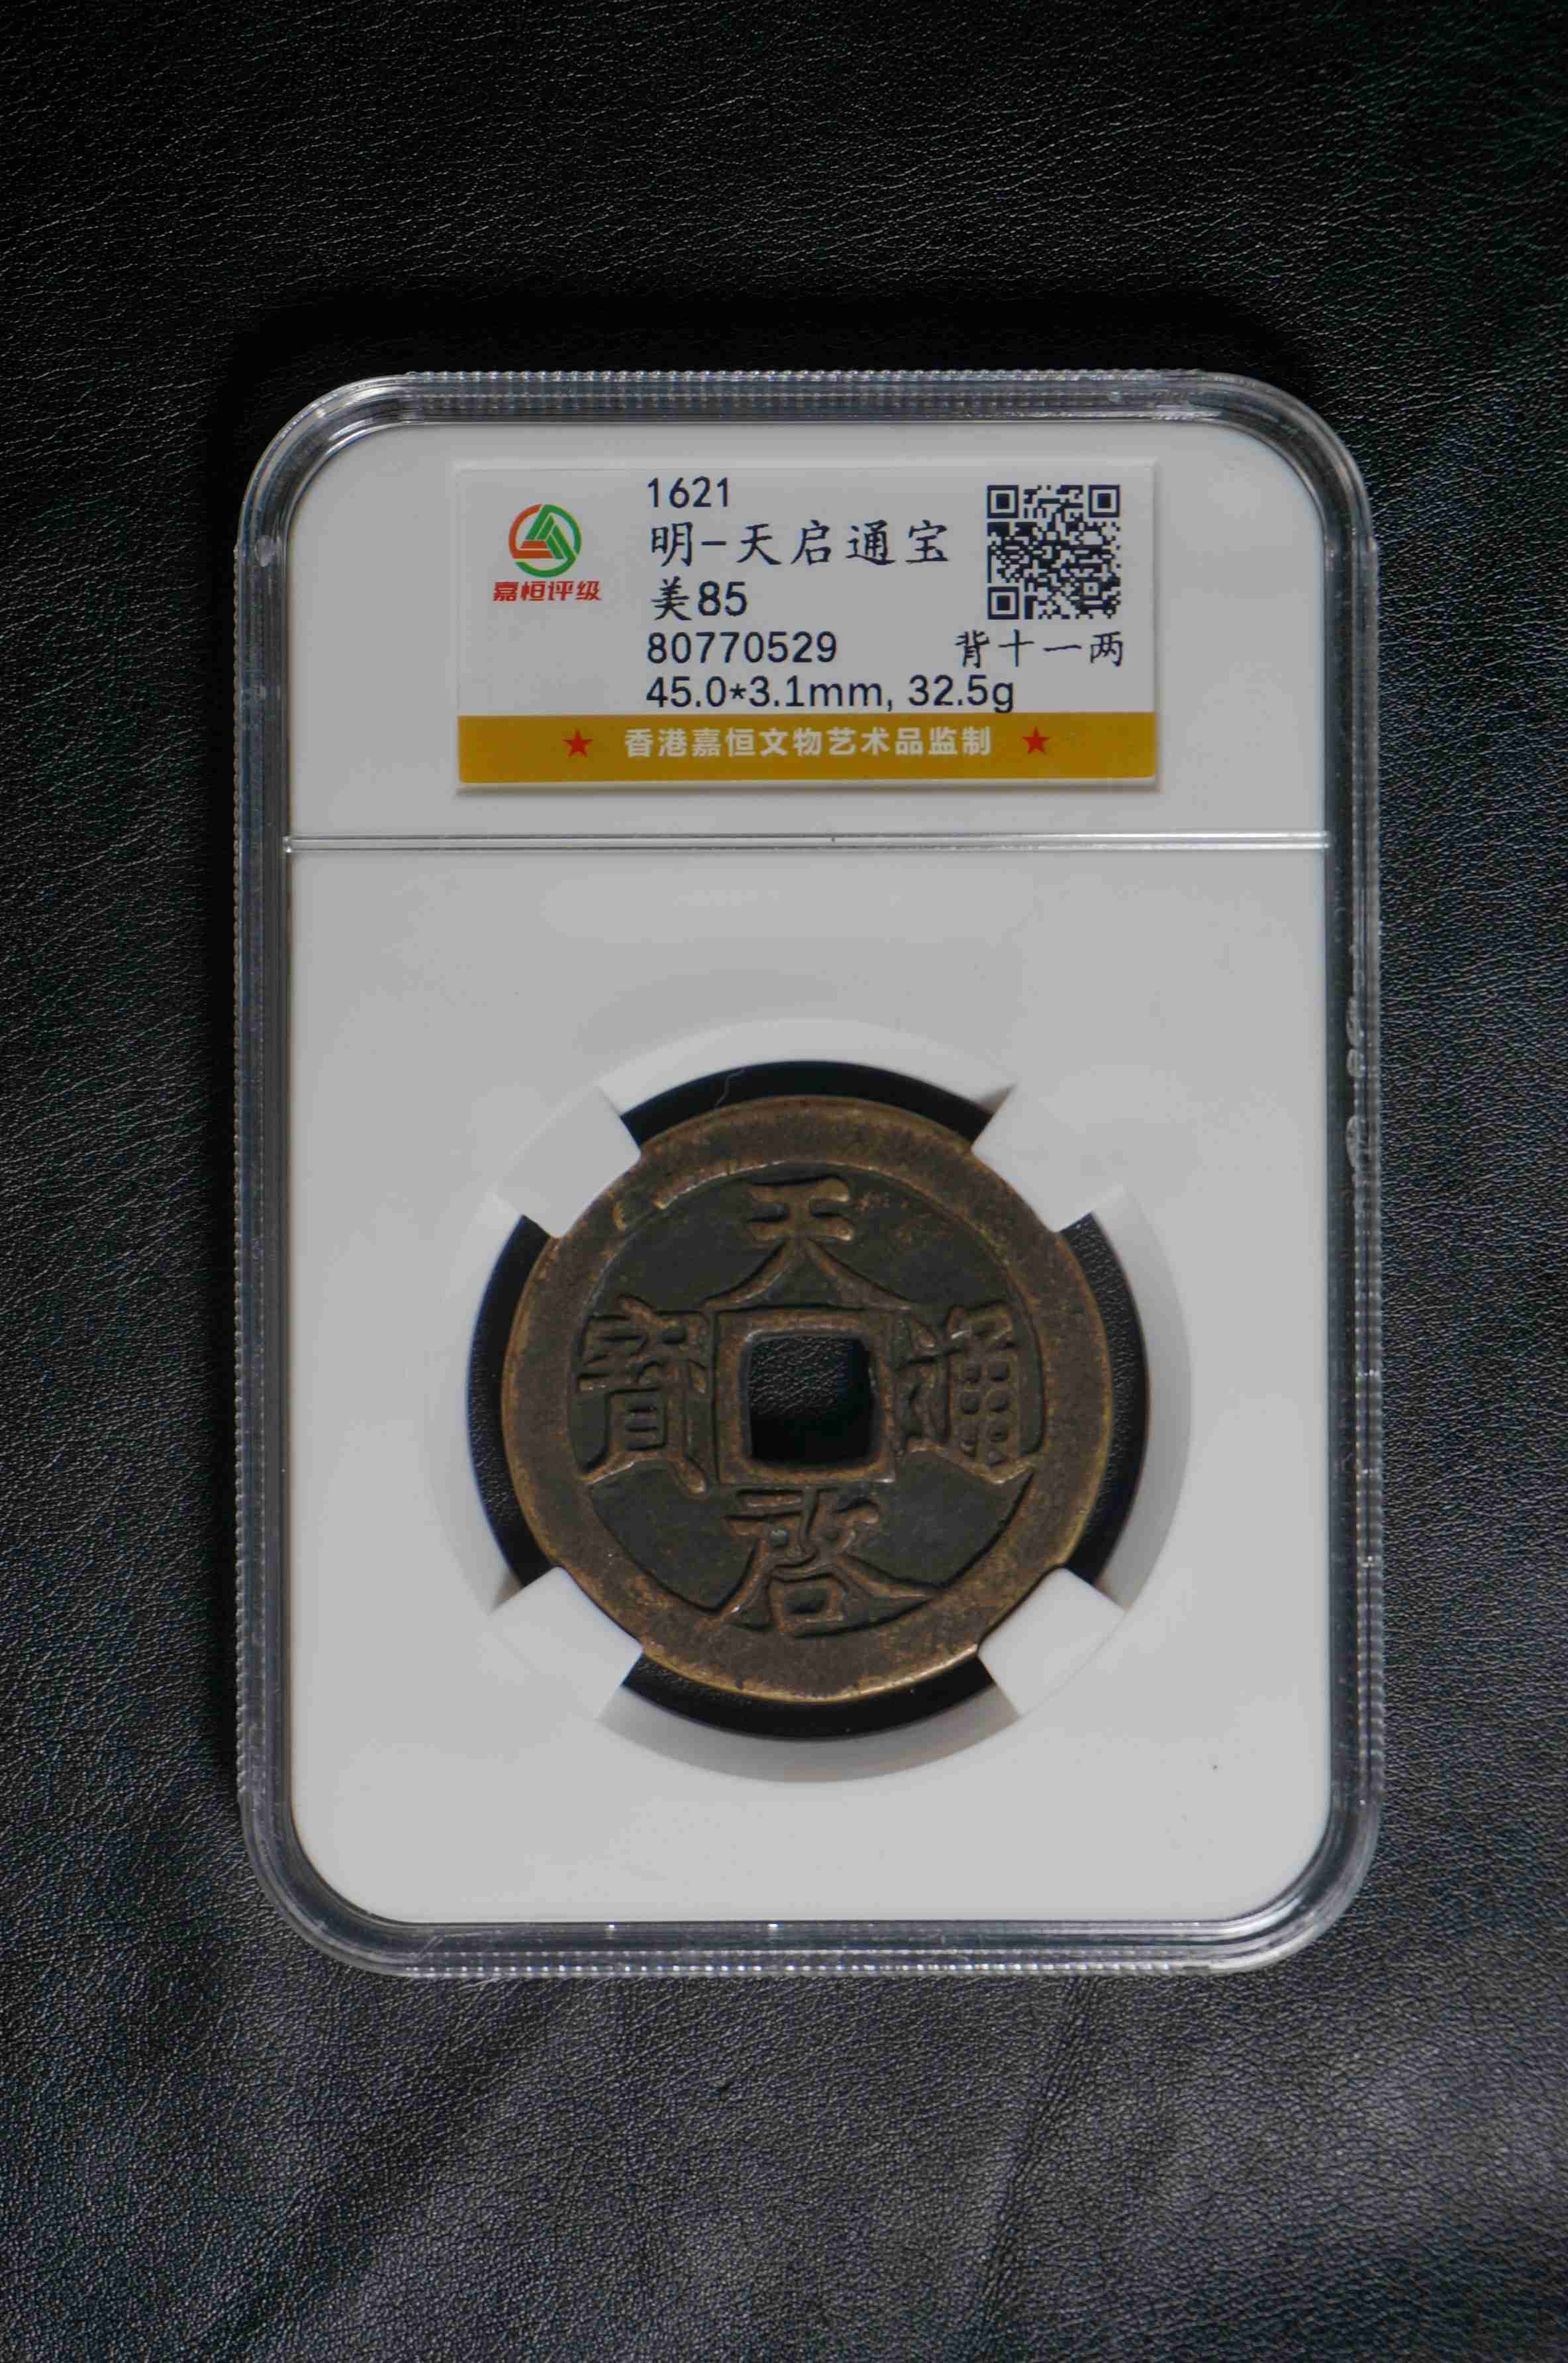 1621
明-天启通宝
嘉恒评级
美85
80770529 背十一两
45.0*3.1mm, 32.5g
★ 香港嘉恒文物艺术品监制 ★
天
寶 通
啓